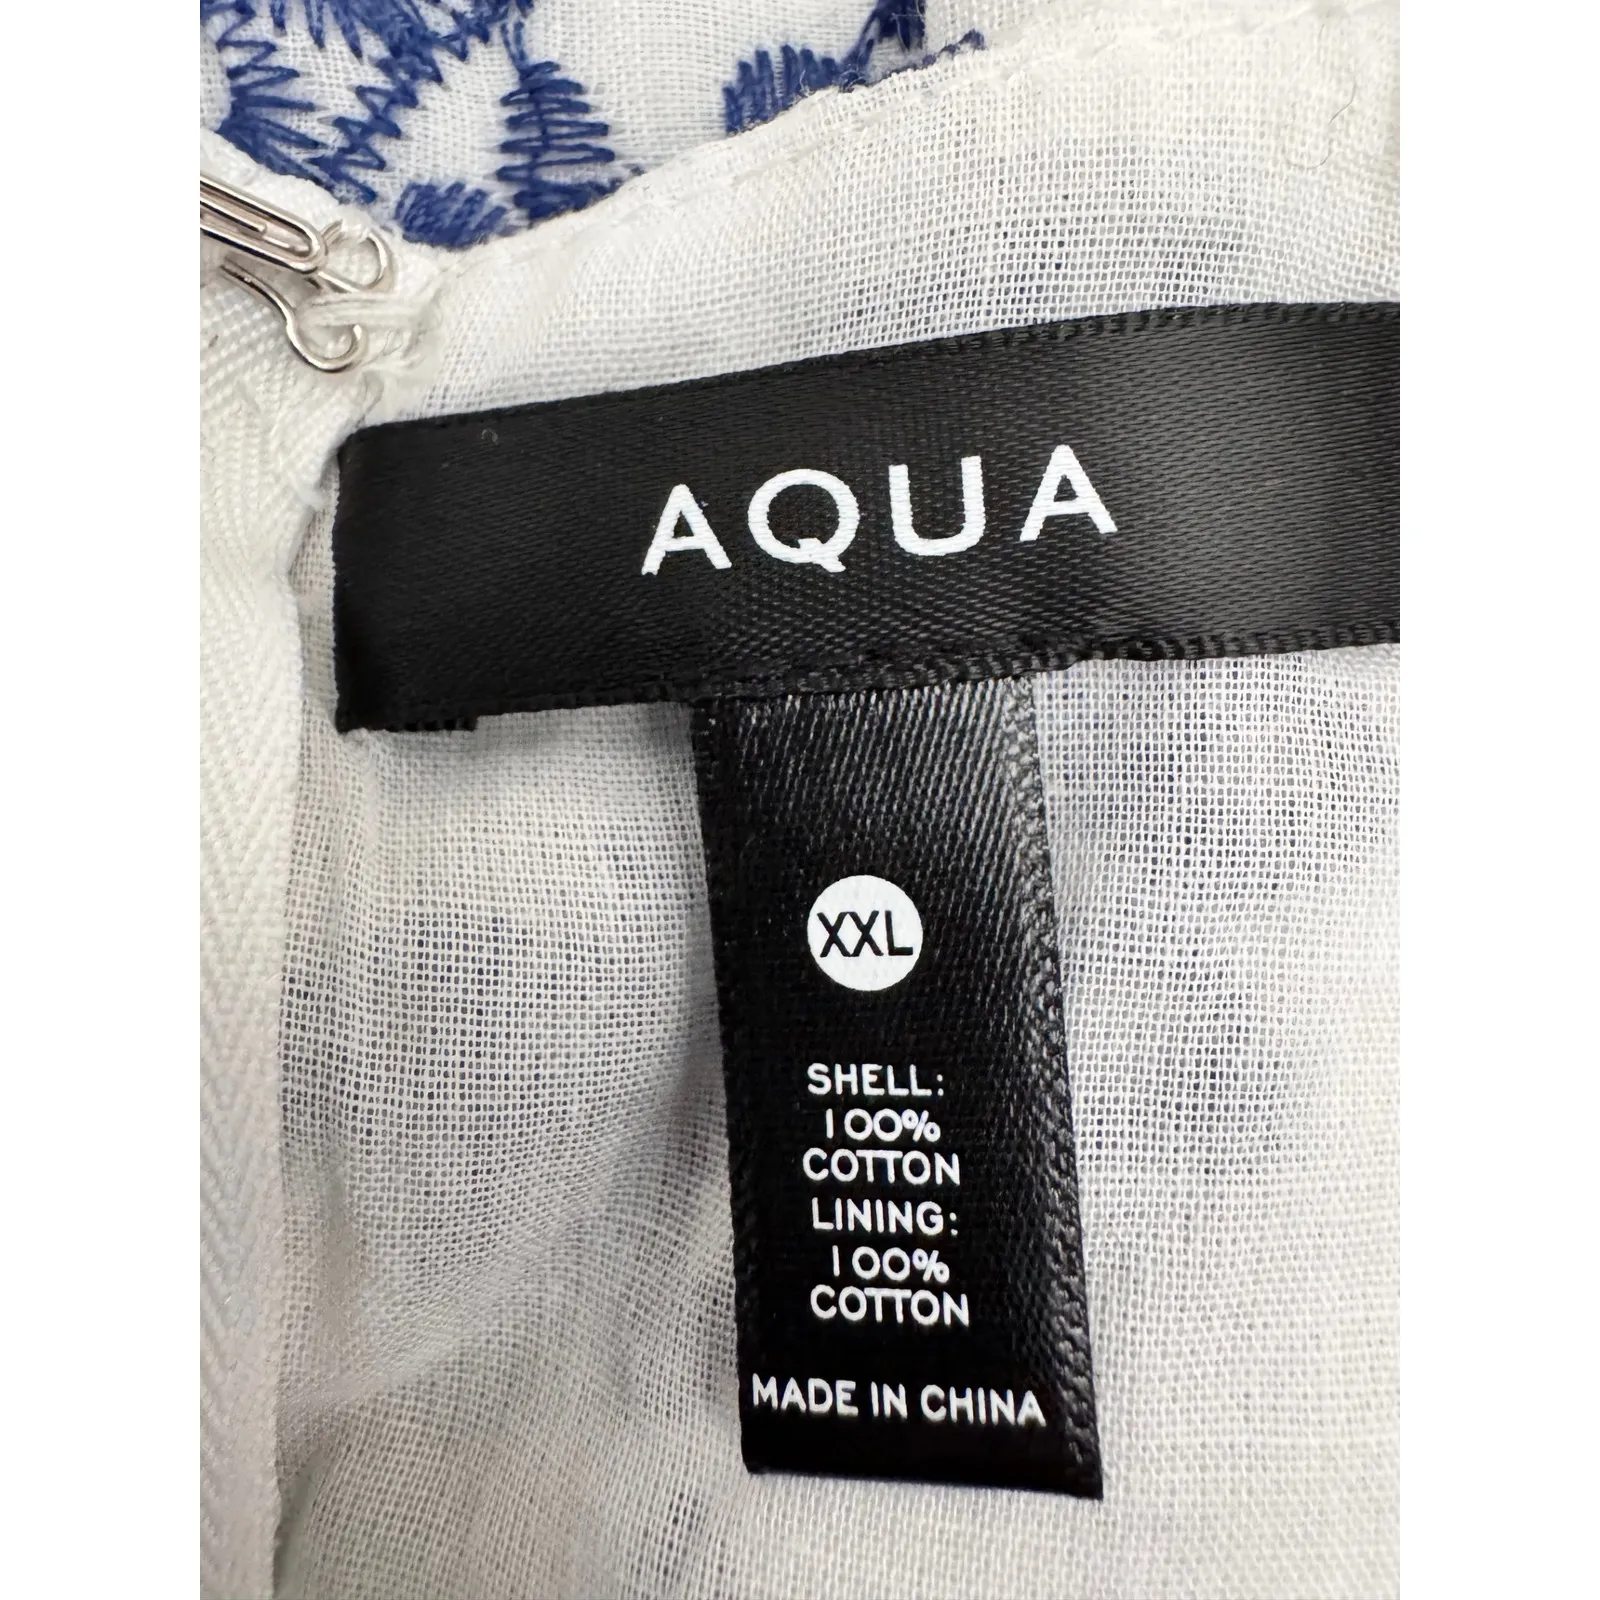 AQUA
XXL
SHELL:
100%
COTTON
LINING:
100%
COTTON
MADE IN CHINA